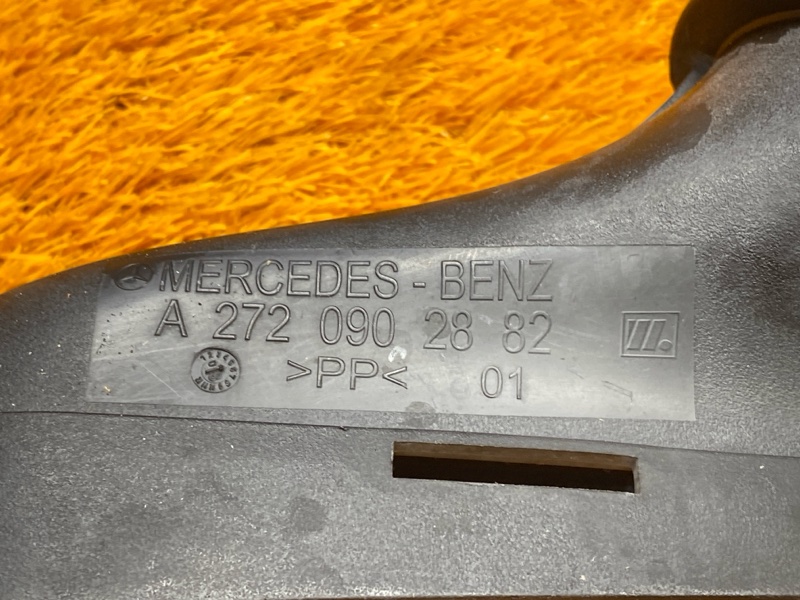 MERCEDES - BENZ
A 272 090 28 82
>PP< 01